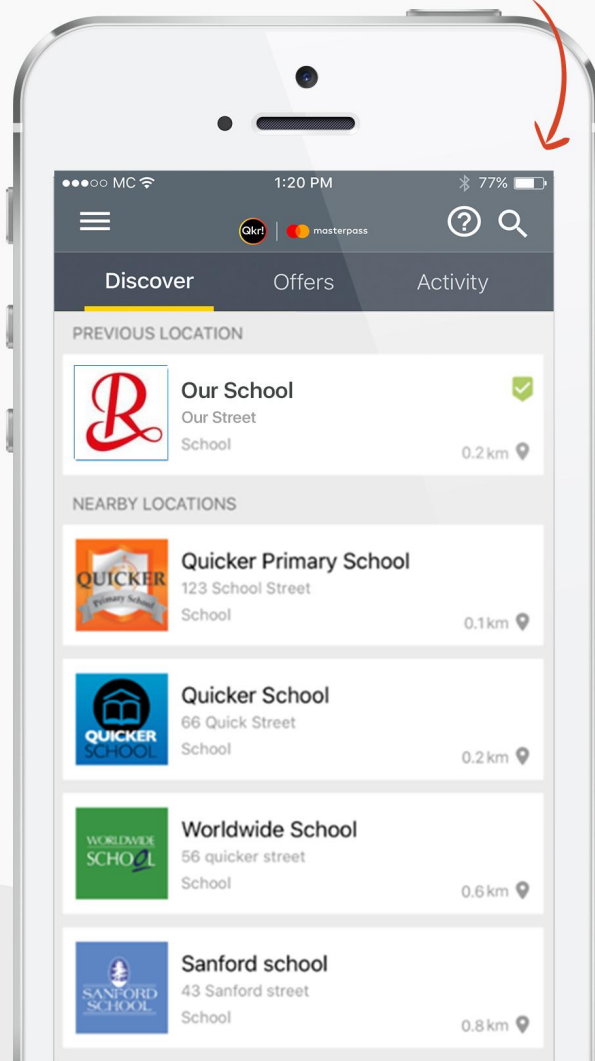 MC
1:20 PM
77%
Qkr!
masterpass
Discover
Offers
Activity
PREVIOUS LOCATION
R
Our School
Our Street
School
0.2 km
NEARBY LOCATIONS
QUICKER
Primary School
Quicker Primary School
123 School Street
School
0.1 km
QUICKER
SCHOOL
Quicker School
66 Quick Street
School
0.2 km
WORLDWIDE
SCHOOL
Worldwide School
56 quicker street
School
0.6 km
SANFORD
SCHOOL
Sanford school
43 Sanford street
School
0.8 km